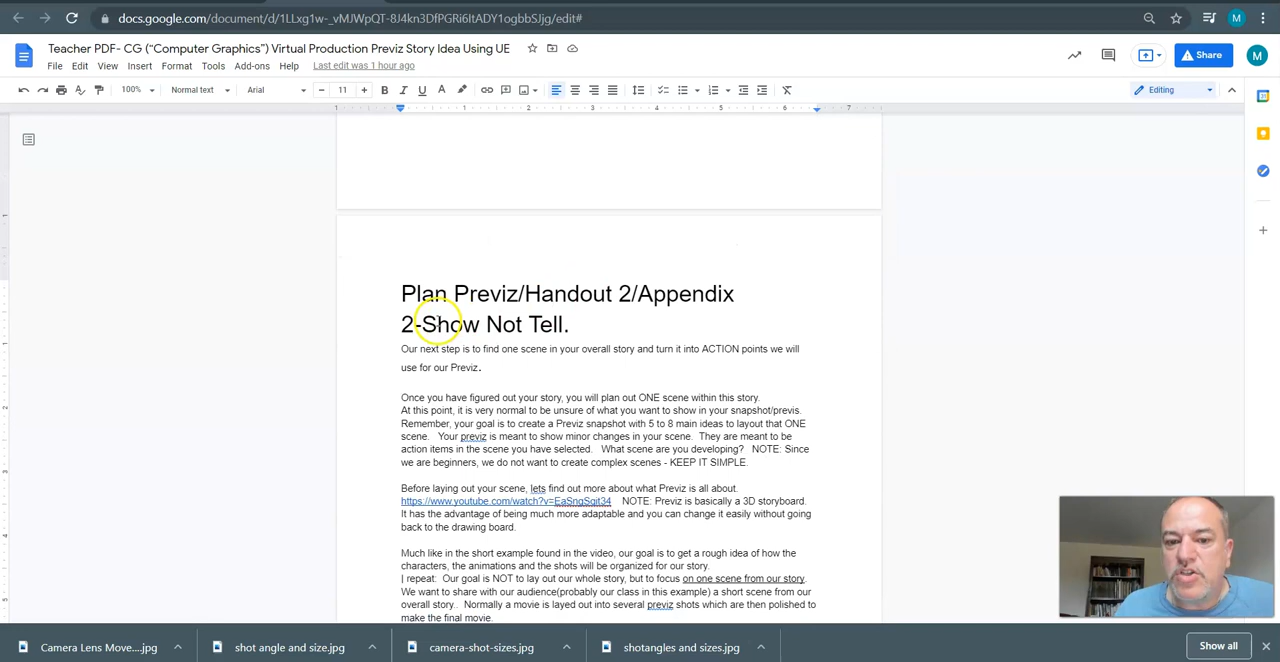 docs.google.com/document/d/1LLxg1w-_vMJWpQT-8J4kn3DfPGRi6ItADY1ogbbSJjg/edit#
M
Teacher PDF- CG ("Computer Graphics") Virtual Production Previz Story Idea Using UE
Share
M
File Edit View Insert Format Tools Add-ons Help Last edit was 1 hour ago
100% Normal text Arial - 11 + B I U A Editing
1 1 2 3 4 5 6 7
Plan Previz/Handout 2/Appendix
2-Show Not Tell.
Our next step is to find one scene in your overall story and turn it into ACTION points we will
use for our Previz.
Once you have figured out your story, you will plan out ONE scene within this story.
At this point, it is very normal to be unsure of what you want to show in your snapshot/previs.
Remember, your goal is to create a Previz snapshot with 5 to 8 main ideas to layout that ONE
scene. Your previz is meant to show minor changes in your scene. They are meant to be
action items in the scene you have selected. What scene are you developing? NOTE: Since
we are beginners, we do not want to create complex scenes - KEEP IT SIMPLE.
Before laying out your scene, lets find out more about what Previz is all about.
https://www.youtube.com/watch?v=EaSnqSqit34 NOTE: Previz is basically a 3D storyboard.
It has the advantage of being much more adaptable and you can change it easily without going
back to the drawing board.
Much like in the short example found in the video, our goal is to get a rough idea of how the
characters, the animations and the shots will be organized for our story.
I repeat: Our goal is NOT to lay out our whole story, but to focus on one scene from our story.
We want to share with our audience(probably our class in this example) a short scene from our
overall story.. Normally a movie is layed out into several previz shots which are then polished to
make the final movie.
Camera Lens Move....jpg
shot angle and size.jpg
camera-shot-sizes.jpg
shotangles and sizes.jpg
Show all